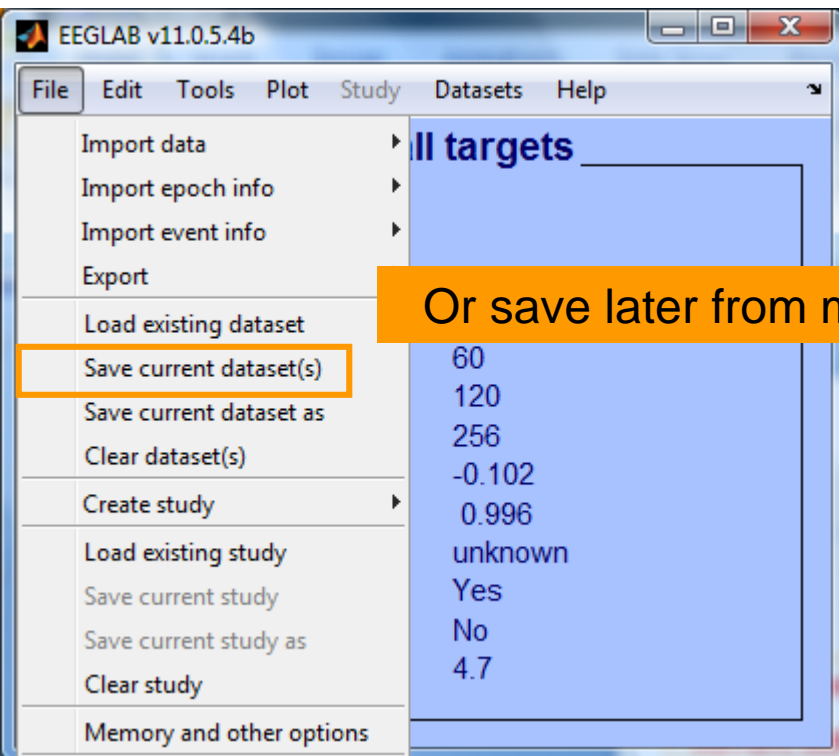 EEGLAB v11.0.5.4b
File Edit Tools Plot Study Datasets Help
Import data
Import epoch info
Import event info
Export
Load existing dataset
Save current dataset(s)
Save current dataset as
Clear dataset(s)
Create study
Load existing study
Save current study
Save current study as
Clear study
Memory and other options
ll targets
Or save later from
60
120
256
-0.102
0.996
unknown
Yes
No
4.7